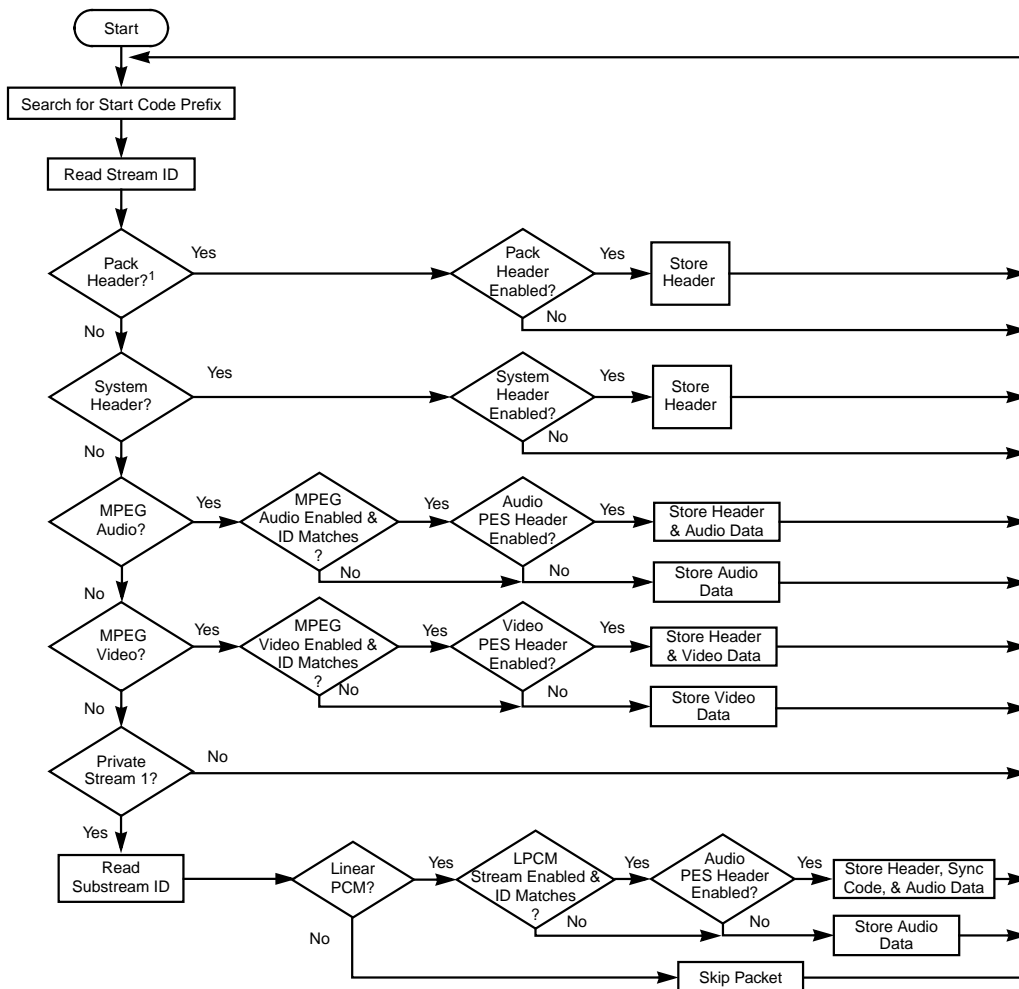 Start
Search for Start Code Prefix
Read Stream ID
Pack
Header?1
Yes
No
Pack
Header
Enabled?
Yes
No
Store
Header
System
Header?
Yes
No
System
Header
Enabled?
Yes
No
Store
Header
MPEG
Audio?
Yes
No
MPEG
Audio Enabled &
ID Matches
?
Yes
No
Audio
PES Header
Enabled?
Yes
No
Store Header
& Audio Data
Store Audio
Data
MPEG
Video?
Yes
No
MPEG
Video Enabled &
ID Matches
?
Yes
No
Video
PES Header
Enabled?
Yes
No
Store Header
& Video Data
Store Video
Data
Private
Stream 1?
No
Yes
Read
Substream ID
Linear
PCM?
Yes
No
LPCM
Stream Enabled &
ID Matches
?
Yes
No
Audio
PES Header
Enabled?
Yes
No
Store Header, Sync
Code, & Audio Data
Store Audio
Data
Skip Packet